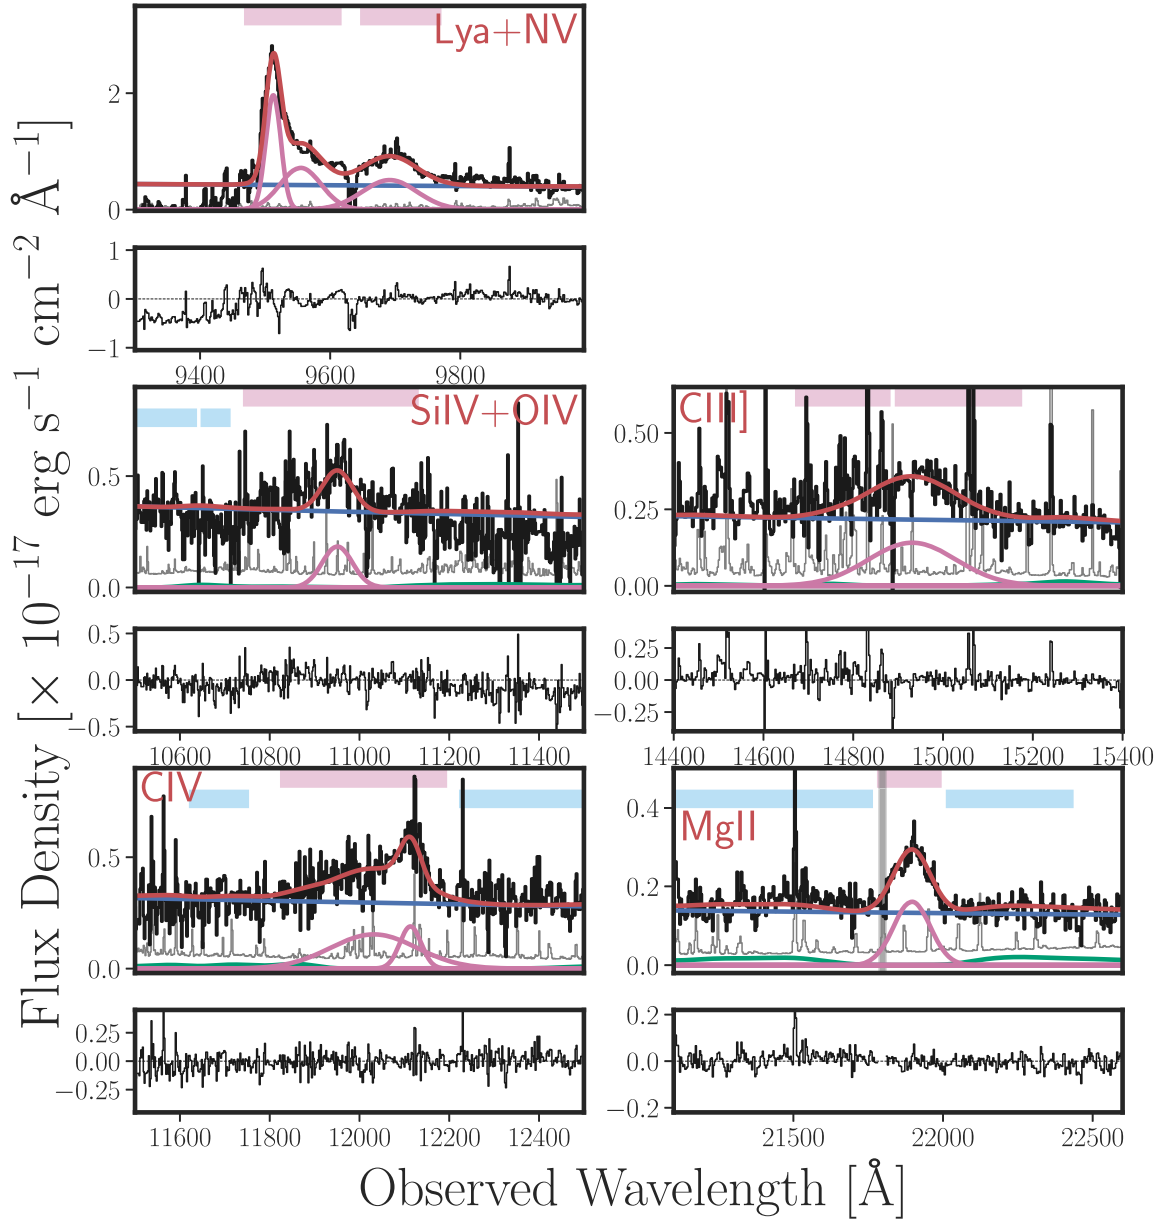 Flux Density [× 10−17 erg s−1 cm−2 Å−1]
Lya+NV
2
0
1
0
−1
9400 9600 9800
SiIV+OIV
0.5
0.0
0.5
0.0
−0.5
10600 10800 11000 11200 11400
CIII]
0.50
0.25
0.00
0.25
0.00
−0.25
14400 14600 14800 15000 15200 15400
CIV
0.5
0.0
0.25
0.00
−0.25
11600 11800 12000 12200 12400
MgII
0.4
0.2
0.0
0.2
0.0
−0.2
21500 22000 22500
Observed Wavelength [Å]